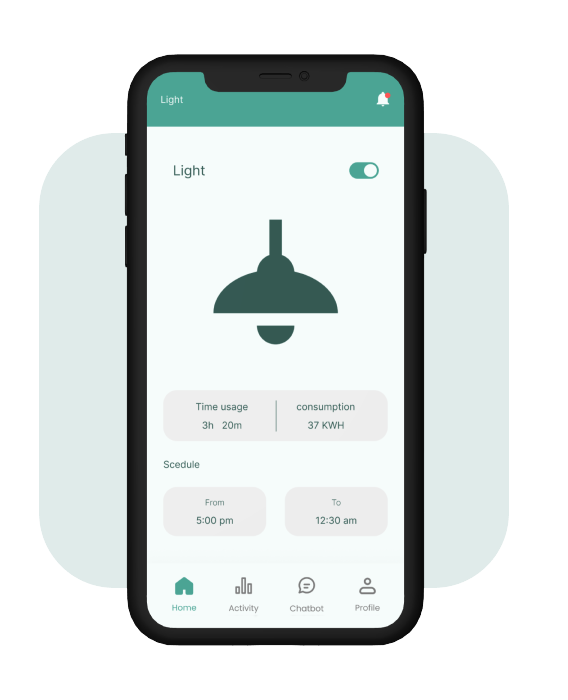 Light
Light
Time usage consumption
3h 20m 37 KWH
Scedule
From To
5:00 pm 12:30 am
Home Activity Chatbot Profile